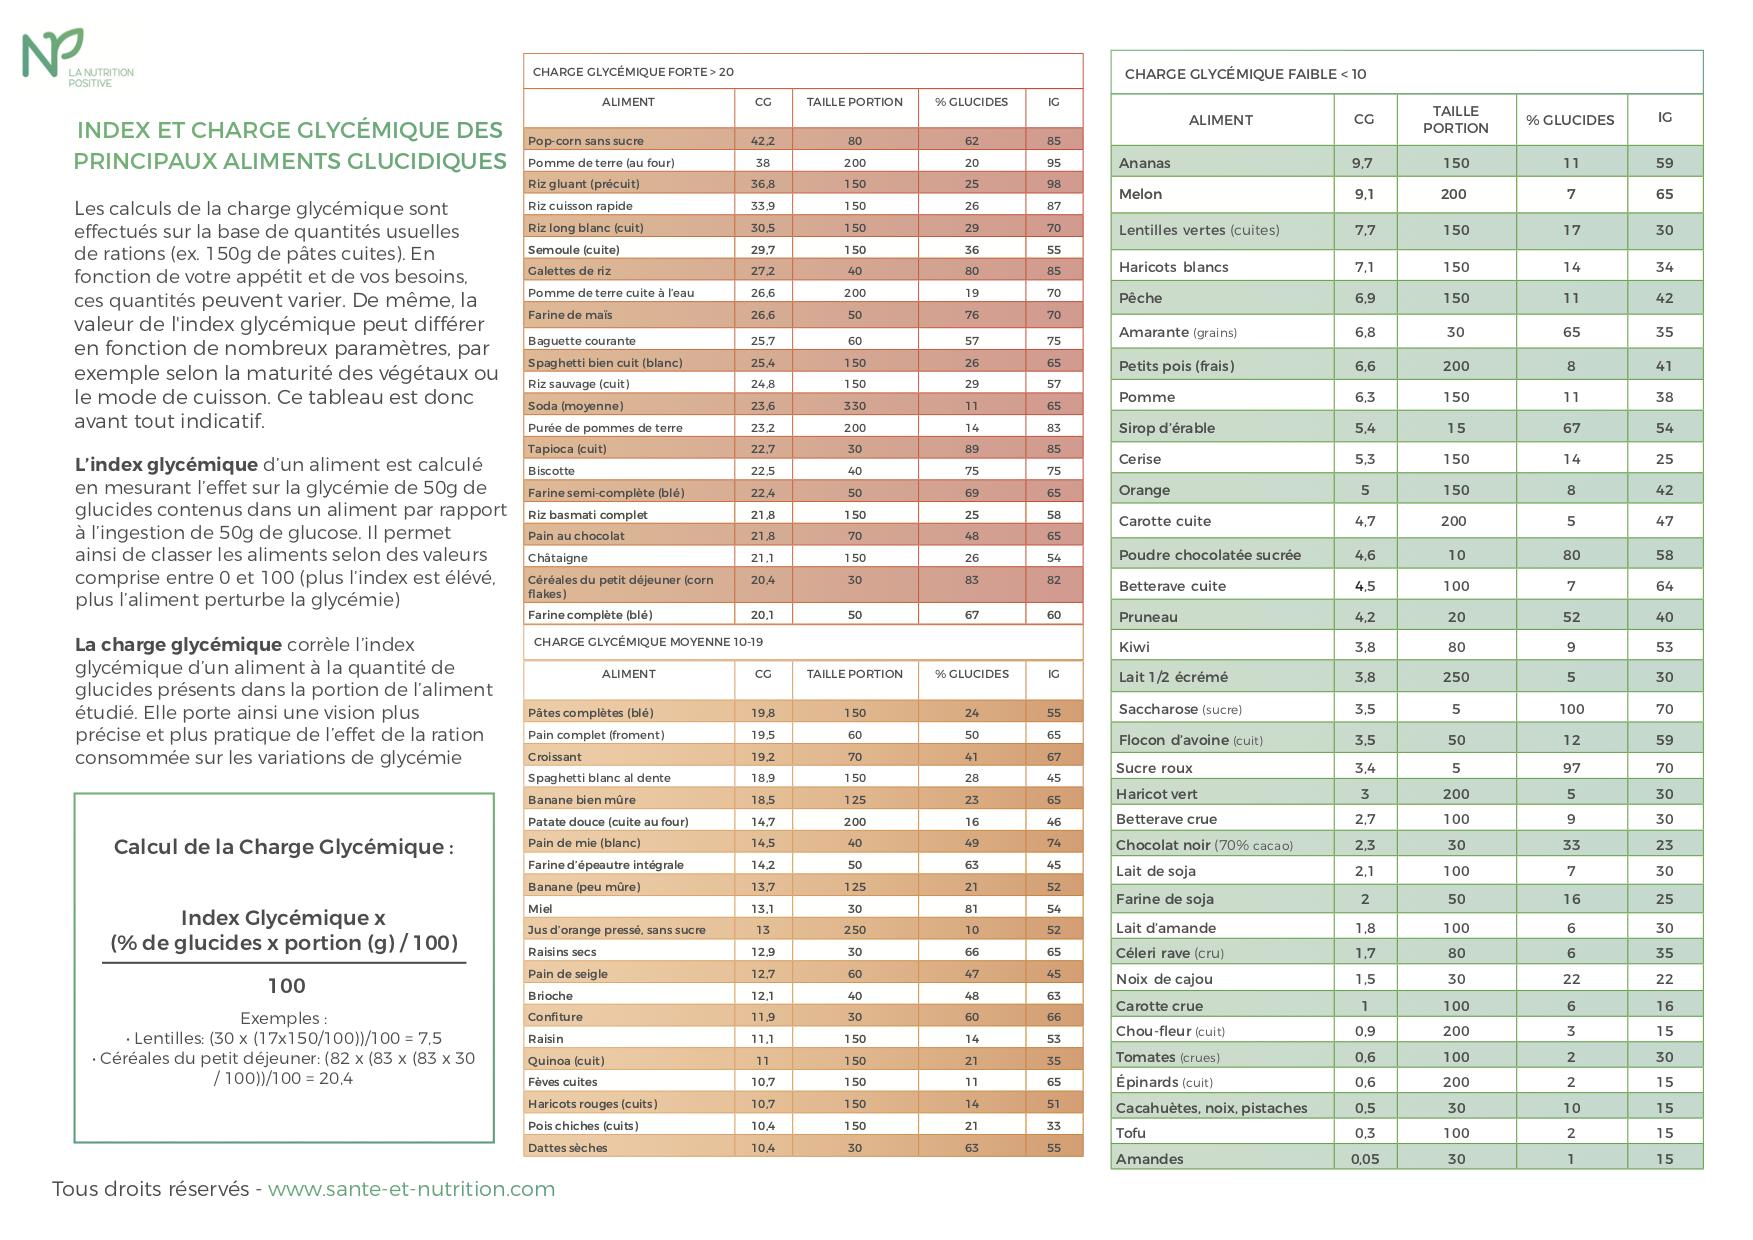 LA NUTRITION
POSITIVE
INDEX ET CHARGE GLYCÉMIQUE DES
PRINCIPAUX ALIMENTS GLUCIDIQUES
Les calculs de la charge glycémique sont
effectués sur la base de quantités usuelles
de rations (ex. 150g de pâtes cuites). En
fonction de votre appétit et de vos besoins,
ces quantités peuvent varier. De même, la
valeur de l'index glycémique peut différer
en fonction de nombreux paramètres, par
exemple selon la maturité des végétaux ou
le mode de cuisson. Ce tableau est donc
avant tout indicatif.
L'index glycémique d'un aliment est calculé
en mesurant l'effet sur la glycémie de 50g de
glucides contenus dans un aliment par rapport
à l'ingestion de 50g de glucose. Il permet
ainsi de classer les aliments selon des valeurs
comprise entre 0 et 100 (plus l'index est élévé,
plus l'aliment perturbe la glycémie)
La charge glycémique corrèle l'index
glycémique d'un aliment à la quantité de
glucides présents dans la portion de l'aliment
étudié. Elle porte ainsi une vision plus
précise et plus pratique de l'effet de la ration
consommée sur les variations de glycémie
Calcul de la Charge Glycémique :
Index Glycémique x
(% de glucides x portion (g) / 100)
100
Exemples :
• Lentilles: (30 x (17x150/100))/100 = 7,5
• Céréales du petit déjeuner: (82 x (83 x (83 x 30
/ 100))/100 = 20,4
CHARGE GLYCÉMIQUE FORTE > 20
ALIMENT CG TAILLE PORTION % GLUCIDES IG
Pop-corn sans sucre 42,2 80 62 85
Pomme de terre (au four) 38 200 20 95
Riz gluant (précuit) 36,8 150 25 98
Riz cuisson rapide 33,9 150 26 87
Riz long blanc (cuit) 30,5 150 29 70
Semoule (cuite) 29,7 150 36 55
Galettes de riz 27,2 40 80 85
Pomme de terre cuite à l'eau 26,6 200 19 70
Farine de maïs 26,6 50 76 70
Baguette courante 25,7 60 57 75
Spaghetti bien cuit (blanc) 25,4 150 26 65
Riz sauvage (cuit) 24,8 150 29 57
Soda (moyenne) 23,6 330 11 65
Purée de pommes de terre 23,2 200 14 83
Tapioca (cuit) 22,7 30 89 85
Biscotte 22,5 40 75 75
Farine semi-complète (blé) 22,4 50 69 65
Riz basmati complet 21,8 150 25 58
Pain au chocolat 21,8 70 48 65
Châtaigne 21,1 150 26 54
Céréales du petit déjeuner (corn 20,4 30 83 82
flakes)
Farine complète (blé) 20,1 50 67 60
CHARGE GLYCÉMIQUE MOYENNE 10-19
ALIMENT CG TAILLE PORTION % GLUCIDES IG
Pâtes complètes (blé) 19,8 150 24 55
Pain complet (froment) 19,5 60 50 65
Croissant 19,2 70 41 67
Spaghetti blanc al dente 18,9 150 28 45
Banane bien mûre 18,5 125 23 65
Patate douce (cuite au four) 14,7 200 16 46
Pain de mie (blanc) 14,5 40 49 74
Farine d'épeautre intégrale 14,2 50 63 45
Banane (peu mûre) 13,7 125 21 52
Miel 13,1 30 81 54
Jus d'orange pressé, sans sucre 13 250 10 52
Raisins secs 12,9 30 66 65
Pain de seigle 12,7 60 47 45
Brioche 12,1 40 48 63
Confiture 11,9 30 60 66
Raisin 11,1 150 14 53
Quinoa (cuit) 11 150 21 35
Fèves cuites 10,7 150 11 65
Haricots rouges (cuits) 10,7 150 14 51
Pois chiches (cuits) 10,4 150 21 33
Dattes sèches 10,4 30 63 55
CHARGE GLYCÉMIQUE FAIBLE < 10
ALIMENT CG TAILLE PORTION % GLUCIDES IG
Ananas 9,7 150 11 59
Melon 9,1 200 7 65
Lentilles vertes (cuites) 7,7 150 17 30
Haricots blancs 7,1 150 14 34
Pêche 6,9 150 11 42
Amarante (grains) 6,8 30 65 35
Petits pois (frais) 6,6 200 8 41
Pomme 6,3 150 11 38
Sirop d'érable 5,4 15 67 54
Cerise 5,3 150 14 25
Orange 5 150 8 42
Carotte cuite 4,7 200 5 47
Poudre chocolatée sucrée 4,6 10 80 58
Betterave cuite 4,5 100 7 64
Pruneau 4,2 20 52 40
Kiwi 3,8 80 9 53
Lait 1/2 écrémé 3,8 250 5 30
Saccharose (sucre) 3,5 5 100 70
Flocon d'avoine (cuit) 3,5 50 12 59
Sucre roux 3,4 5 97 70
Haricot vert 3 200 5 30
Betterave crue 2,7 100 9 30
Chocolat noir (70% cacao) 2,3 30 33 23
Lait de soja 2,1 100 7 30
Farine de soja 2 50 16 25
Lait d'amande 1,8 100 6 30
Céleri rave (cru) 1,7 80 6 35
Noix de cajou 1,5 30 22 22
Carotte crue 1 100 6 16
Chou-fleur (cuit) 0,9 200 3 15
Tomates (crues) 0,6 100 2 30
Épinards (cuit) 0,6 200 2 15
Cacahuètes, noix, pistaches 0,5 30 10 15
Tofu 0,3 100 2 15
Amandes 0,05 30 1 15
Tous droits réservés - www.sante-et-nutrition.com